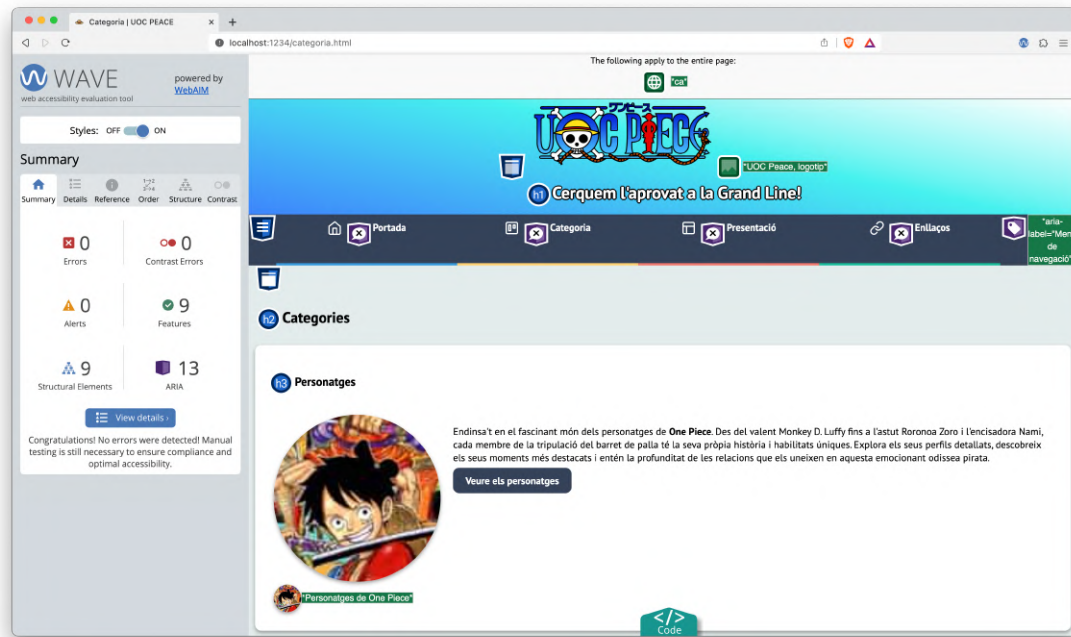 Categoria | UOC PEACE
localhost:1234/categoria.html
WAVE
web accessibility evaluation tool
powered by
WebAIM
Styles: OFF ON
Summary
Summary Details Reference Order Structure Contrast
0
Errors
0
Contrast Errors
0
Alerts
9
Features
9
Structural Elements
13
ARIA
View details ›
Congratulations! No errors were detected! Manual
testing is still necessary to ensure compliance and
optimal accessibility.
The following apply to the entire page:
"ca"
ワンピース
UOC PIECE
"UOC Peace, logotip"
h1 Cerquem l'aprovat a la Grand Line!
Portada
Categoria
Presentació
Enllaços
"aria-
label="Men
de
navegació"
h2 Categories
h3 Personatges
Endinsa't en el fascinant món dels personatges de One Piece. Des del valent Monkey D. Luffy fins a l'astut Roronoa Zoro i l'encisadora Nami,
cada membre de la tripulació del barret de palla té la seva pròpia història i habilitats úniques. Explora els seus perfils detallats, descobreix
els seus moments més destacats i entén la profunditat de les relacions que els uneixen en aquesta emocionant odissea pirata.
Veure els personatges
"Personatges de One Piece"
</>
Code